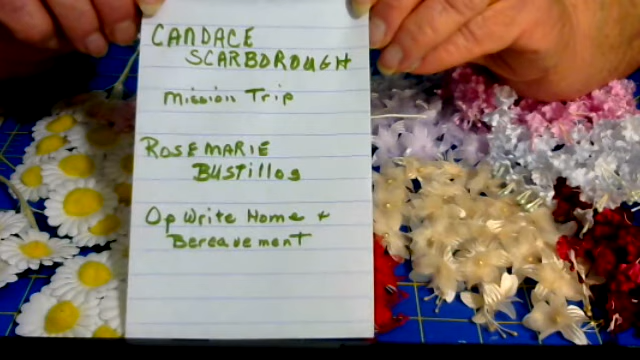 CANDACE
SCARBOROUGH
Mission Trip
ROSEMARIE
BUSTILLOS
Op Write Home +
Bereavement